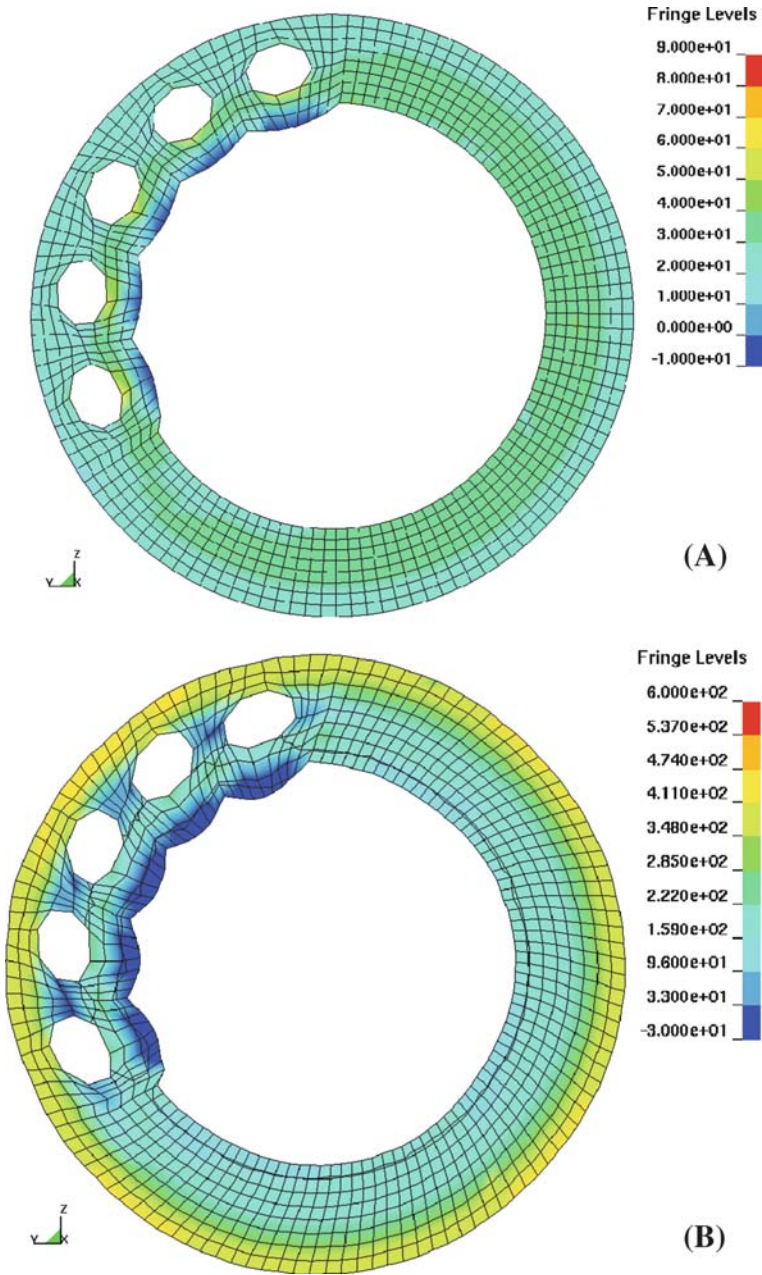 Fringe Levels
9.000e+01
8.000e+01
7.000e+01
6.000e+01
5.000e+01
4.000e+01
3.000e+01
2.000e+01
1.000e+01
0.000e+00
-1.000e+01
Z
Y X
(A)
Fringe Levels
6.000e+02
5.370e+02
4.740e+02
4.110e+02
3.480e+02
2.850e+02
2.220e+02
1.590e+02
9.600e+01
3.300e+01
-3.000e+01
Z
Y X
(B)